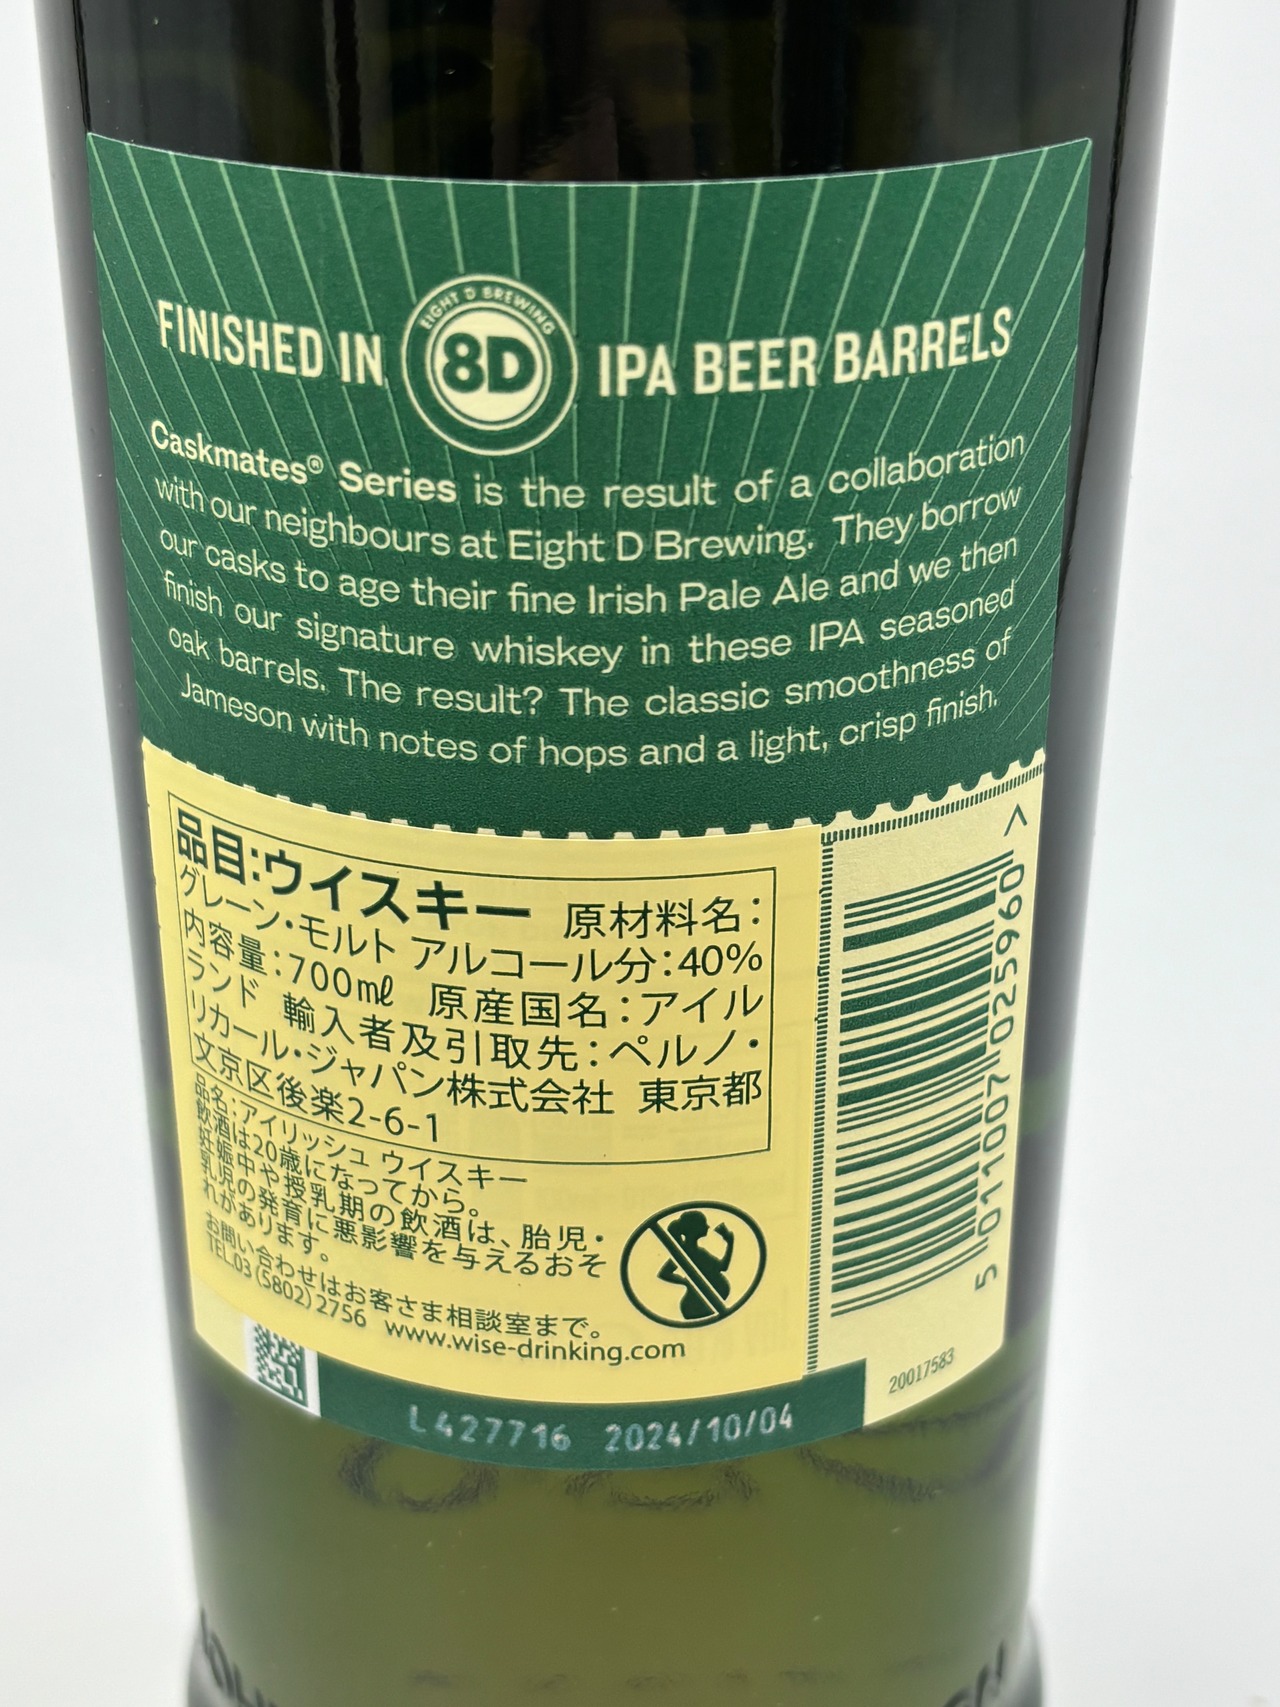 FINISHED IN EIGHT D BREWING 8D IPA BEER BARRELS
Caskmates® Series is the result of a collaboration
with our neighbours at Eight D Brewing. They borrow
our casks to age their fine Irish Pale Ale and we then
finish our signature whiskey in these IPA seasoned
oak barrels. The result? The classic smoothness of
Jameson with notes of hops and a light, crisp finish.
品目:ウイスキー 原材料名:
グレーン・モルト アルコール分:40%
内容量:700mℓ 原産国名:アイル
ランド 輸入者及引取先:ペルノ・
リカール・ジャパン株式会社 東京都
文京区後楽2-6-1
品名:アイリッシュ ウイスキー
飲酒は20歳になってから。
妊娠中や授乳期の飲酒は、胎児・
乳児の発育に悪影響を与えるおそ
れがあります。
お問い合わせはお客さま相談室まで。
TEL.03(5802)2756 www.wise-drinking.com
5 011007 025960 >
20017583
L427716 2024/10/04